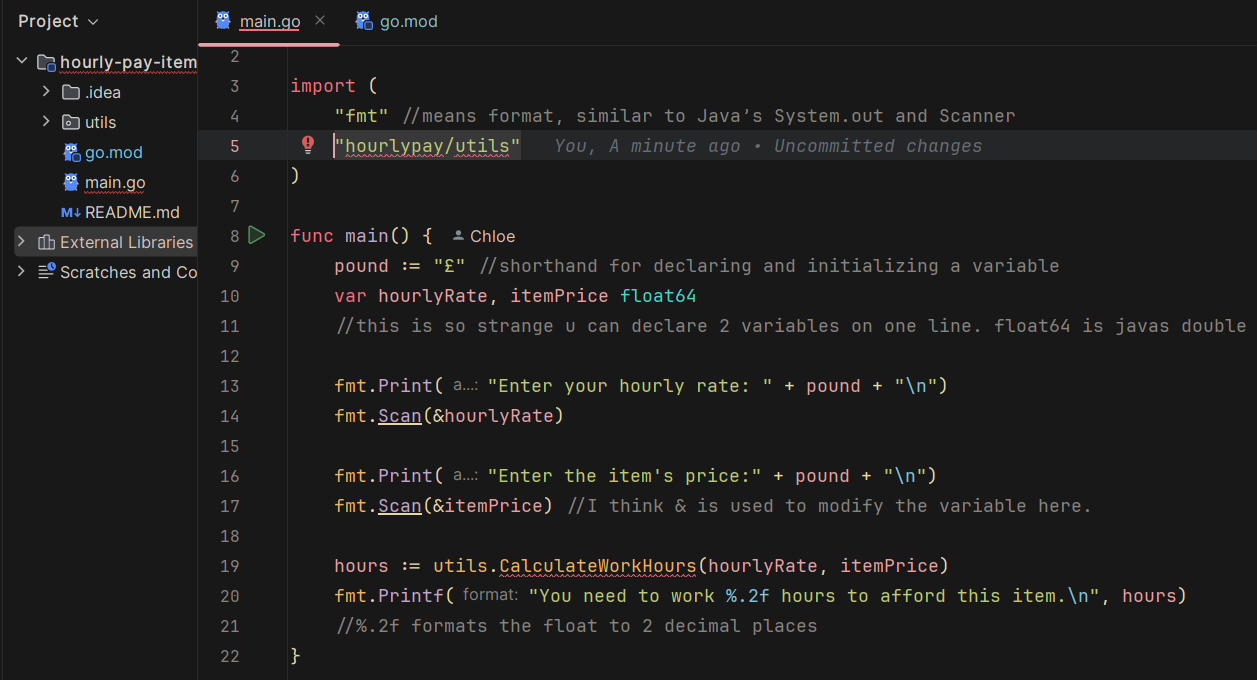 Project
main.go
go.mod
hourly-pay-item
.idea
utils
go.mod
main.go
M↓ README.md
External Libraries
Scratches and Co
2
3 import (
4 "fmt" //means format, similar to Java's System.out and Scanner
5 "hourlypay/utils" You, A minute ago • Uncommitted changes
6 )
7
8 func main() { Chloe
9 pound := "£" //shorthand for declaring and initializing a variable
10 var hourlyRate, itemPrice float64
11 //this is so strange u can declare 2 variables on one line. float64 is javas double
12
13 fmt.Print( a...: "Enter your hourly rate: " + pound + "\n")
14 fmt.Scan(&hourlyRate)
15
16 fmt.Print( a...: "Enter the item's price:" + pound + "\n")
17 fmt.Scan(&itemPrice) //I think & is used to modify the variable here.
18
19 hours := utils.CalculateWorkHours(hourlyRate, itemPrice)
20 fmt.Printf( format: "You need to work %.2f hours to afford this item.\n", hours)
21 //%.2f formats the float to 2 decimal places
22 }